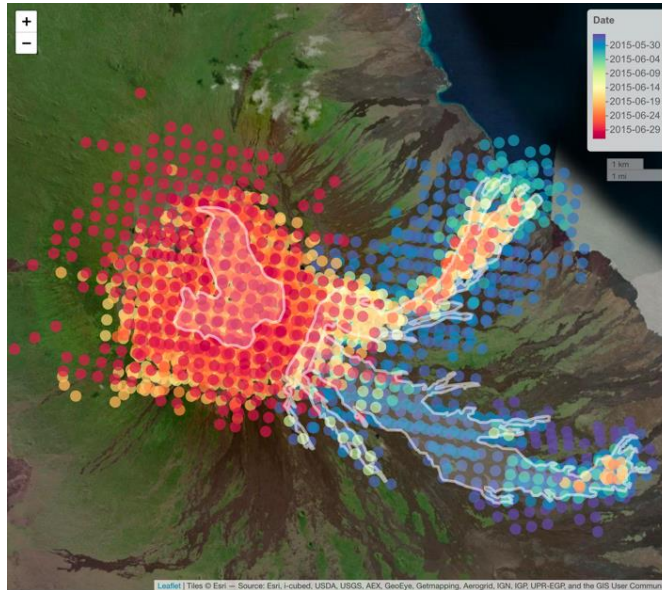 +
−
Date
2015-05-30
2015-06-04
2015-06-09
2015-06-14
2015-06-19
2015-06-24
2015-06-29
1 km
1 mi
Leaflet | Tiles © Esri — Source: Esri, i-cubed, USDA, USGS, AEX, GeoEye, Getmapping, Aerogrid, IGN, IGP, UPR-EGP, and the GIS User Commun